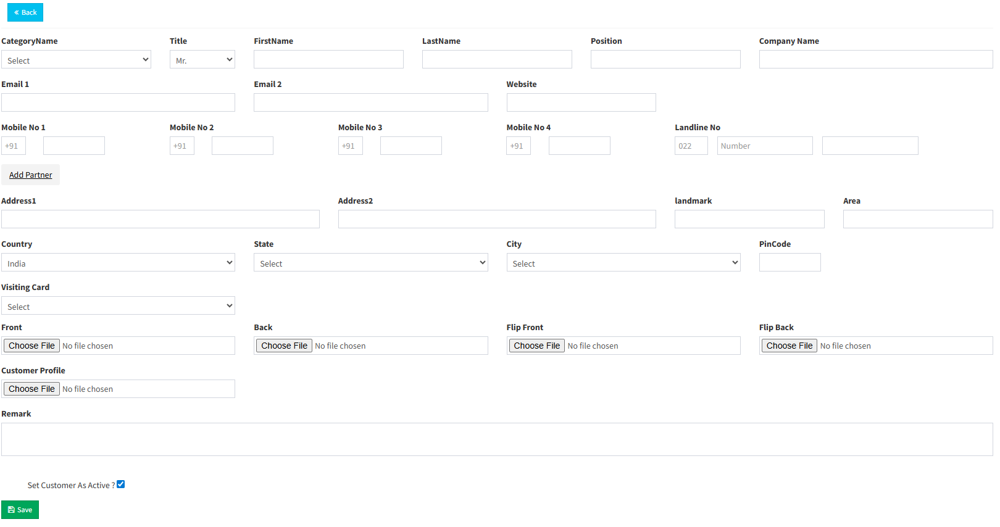 « Back
CategoryName Title FirstName LastName Position Company Name
Select Mr.
Email 1 Email 2 Website
Mobile No 1 Mobile No 2 Mobile No 3 Mobile No 4 Landline No
+91 +91 +91 +91 022 Number
Add Partner
Address1 Address2 landmark Area
Country State City PinCode
India Select Select
Visiting Card
Select
Front Back Flip Front Flip Back
Choose File No file chosen Choose File No file chosen Choose File No file chosen Choose File No file chosen
Customer Profile
Choose File No file chosen
Remark
Set Customer As Active ?
Save